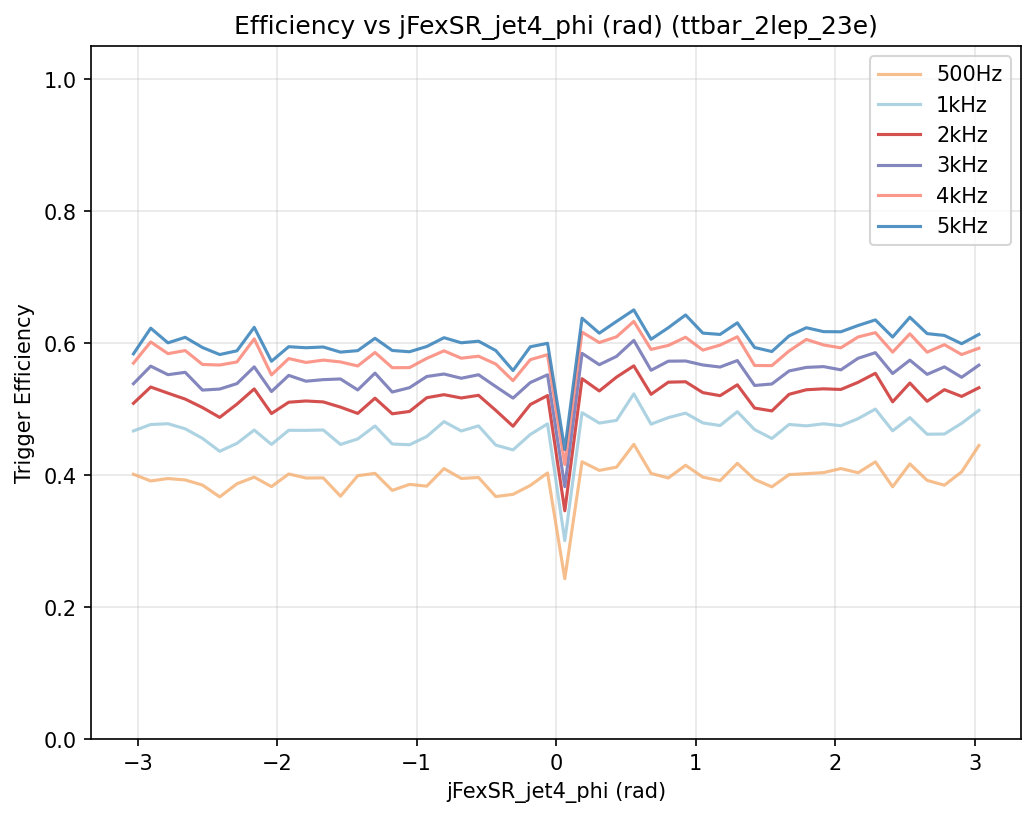 Efficiency vs jFexSR_jet4_phi (rad) (ttbar_2lep_23e)
500Hz
1kHz
2kHz
3kHz
4kHz
5kHz
1.0
0.8
0.6
0.4
0.2
0.0
Trigger Efficiency
−3 −2 −1 0 1 2 3
jFexSR_jet4_phi (rad)